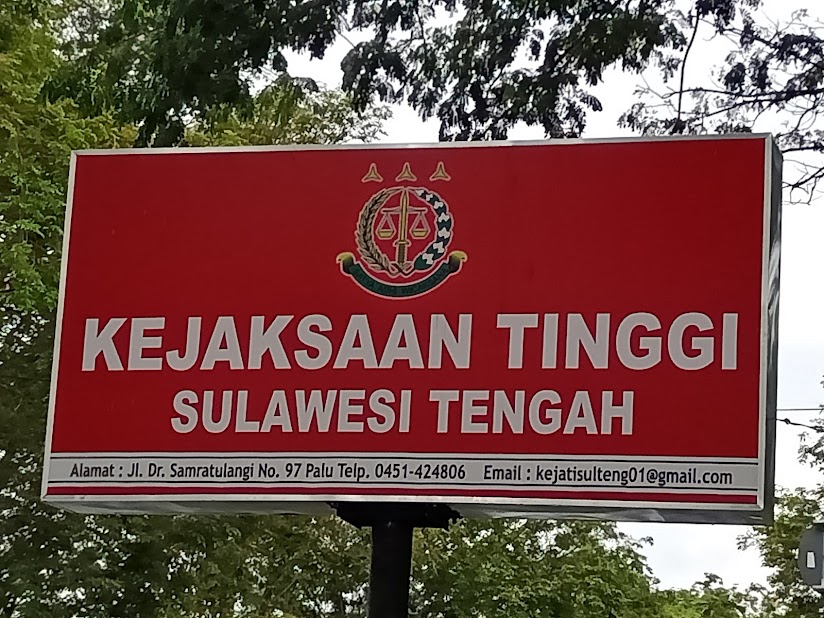 KEJAKSAAN TINGGI
SULAWESI TENGAH
Alamat : Jl. Dr. Samratulangi No. 97 Palu Telp. 0451-424806 Email : kejatisulteng01@gmail.com